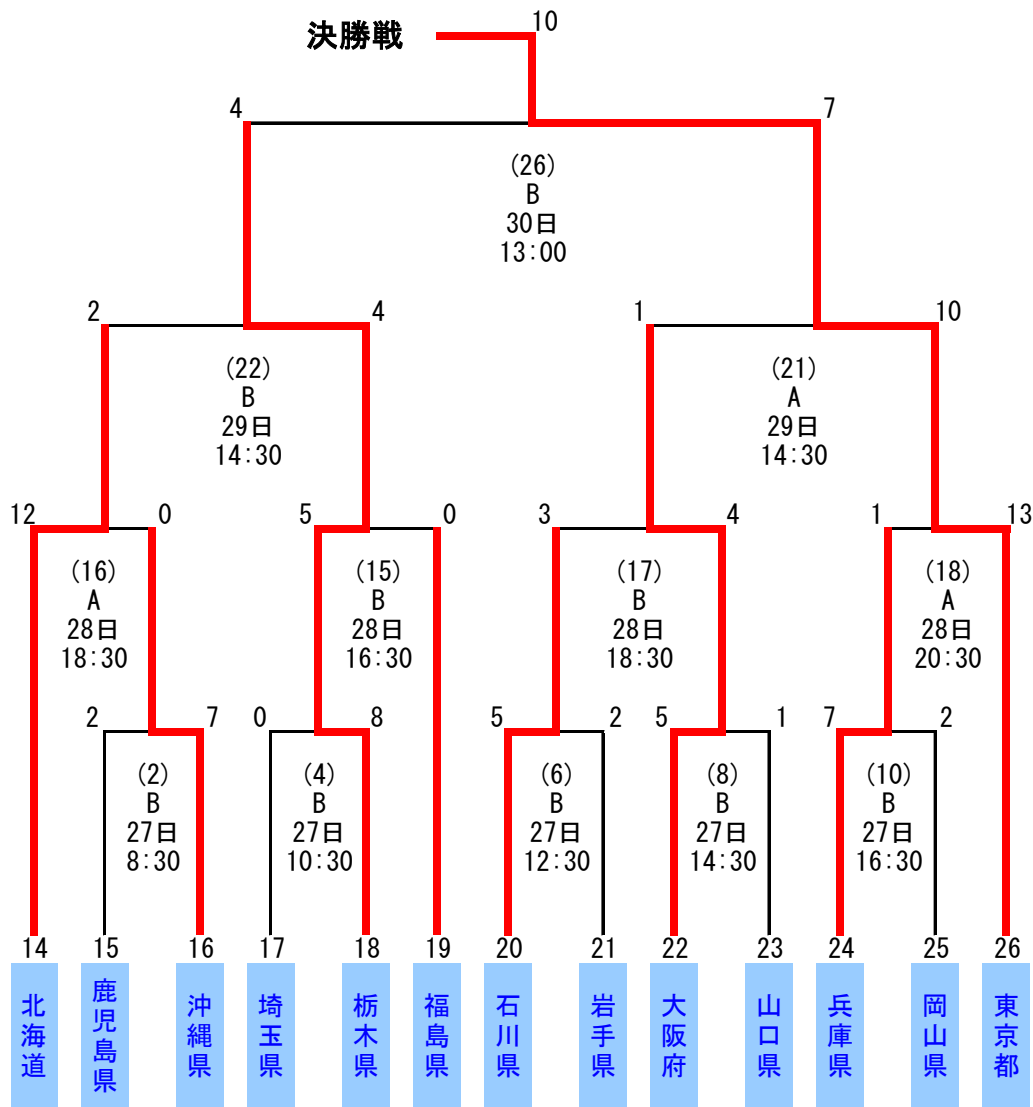 決勝戦 10
4 7
(26)
B
30日
13:00
2 4 1 10
(22) (21)
B A
29日 29日
14:30 14:30
12 0 5 0 3 4 1 13
(16) (15) (17) (18)
A B B A
28日 28日 28日 28日
18:30 16:30 18:30 20:30
2 7 0 8 5 2 5 1 7 2
(2) (4) (6) (8) (10)
B B B B B
27日 27日 27日 27日 27日
8:30 10:30 12:30 14:30 16:30
14 15 16 17 18 19 20 21 22 23 24 25 26
北海道
鹿児島県
沖縄県
埼玉県
栃木県
福島県
石川県
岩手県
大阪府
山口県
兵庫県
岡山県
東京都